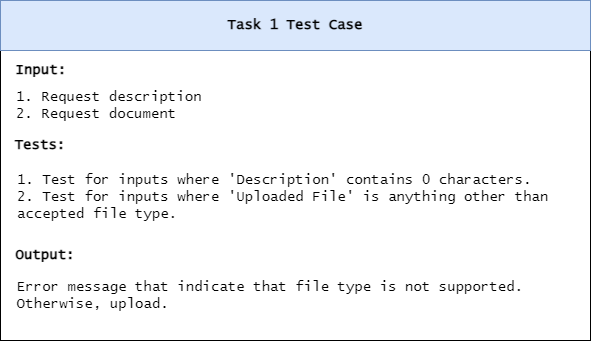 Task 1 Test Case
Input:
1. Request description
2. Request document
Tests:
1. Test for inputs where 'Description' contains 0 characters.
2. Test for inputs where 'Uploaded File' is anything other than
accepted file type.
Output:
Error message that indicate that file type is not supported.
Otherwise, upload.